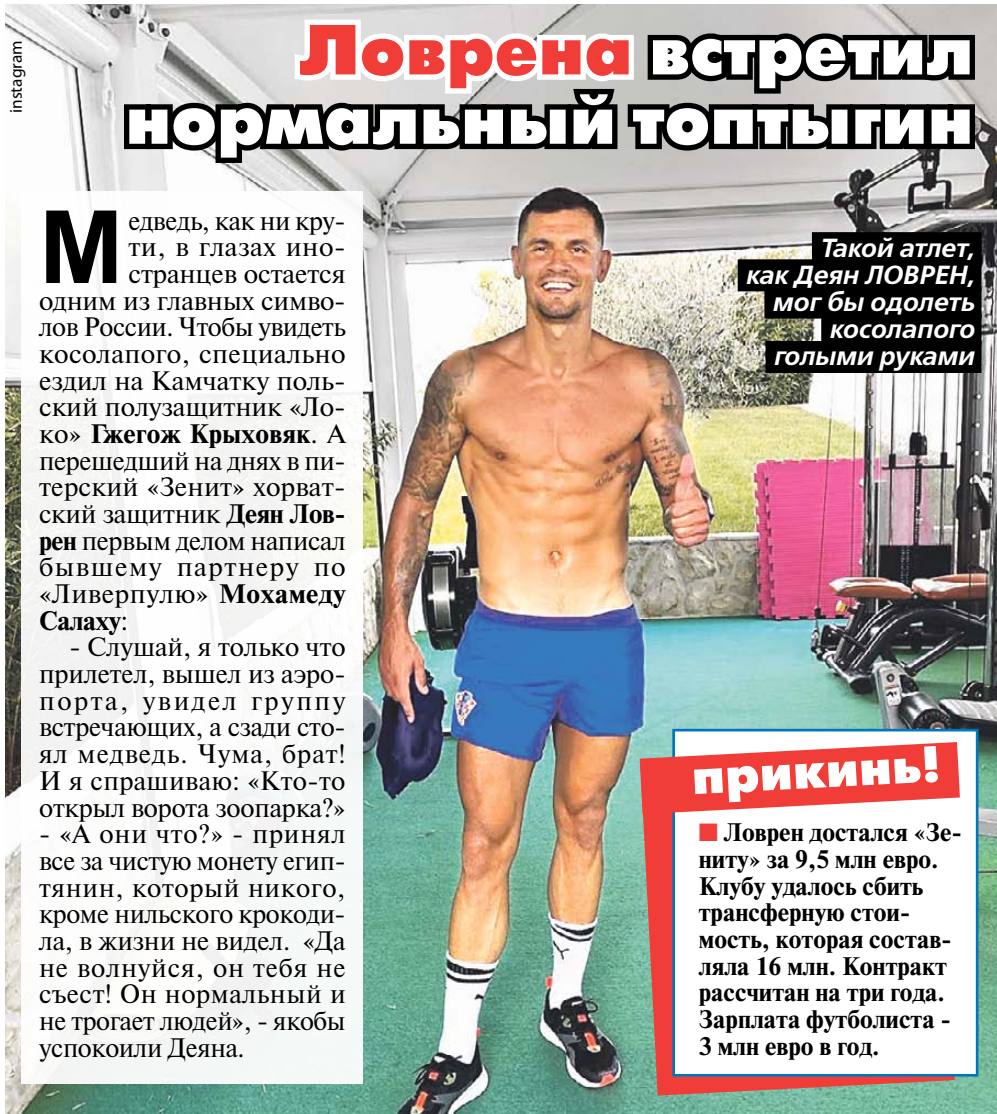 instagram
Ловрена встретил
нормальный топтыгин
Медведь, как ни кру-
ти, в глазах ино-
странцев остается
одним из главных симво-
лов России. Чтобы увидеть
косолапого, специально
ездил на Камчатку поль-
ский полузащитник «Ло-
ко» Гжегож Крыховяк. А
перешедший на днях в пи-
терский «Зенит» хорват-
ский защитник Деян Лов-
рен первым делом написал
бывшему партнеру по
«Ливерпулю» Мохамеду
Салаху:
- Слушай, я только что
прилетел, вышел из аэро-
порта, увидел группу
встречающих, а сзади сто-
ял медведь. Чума, брат!
И я спрашиваю: «Кто-то
открыл ворота зоопарка?»
- «А они что?» - принял
все за чистую монету егип-
тянин, который никого,
кроме нильского крокоди-
ла, в жизни не видел. «Да
не волнуйся, он тебя не
съест! Он нормальный и
не трогает людей», - якобы
успокоили Деяна.
Такой атлет,
как Деян ЛОВРЕН,
мог бы одолеть
косолапого
голыми руками
прикинь!
■ Ловрен достался «Зе-
ниту» за 9,5 млн евро.
Клубу удалось сбить
трансферную стои-
мость, которая состав-
ляла 16 млн. Контракт
рассчитан на три года.
Зарплата футболиста -
3 млн евро в год.